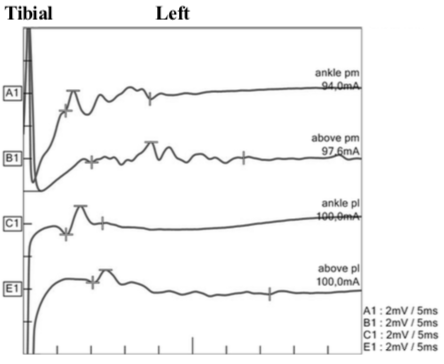 Tibial Left
A1
ankle pm
94,0mA
B1
above pm
97,6mA
C1
ankle pl
100,0mA
E1
above pl
100,0mA
A1 : 2mV / 5ms
B1 : 2mV / 5ms
C1 : 2mV / 5ms
E1 : 2mV / 5ms